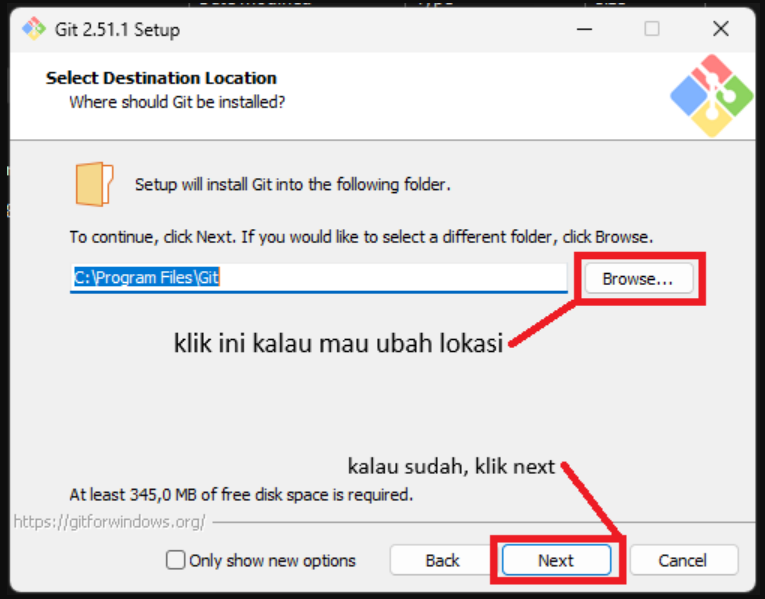 Git 2.51.1 Setup
Select Destination Location
Where should Git be installed?
Setup will install Git into the following folder.
To continue, click Next. If you would like to select a different folder, click Browse.
C:\Program Files\Git
Browse...
klik ini kalau mau ubah lokasi
kalau sudah, klik next
At least 345,0 MB of free disk space is required.
https://gitforwindows.org/
Only show new options
Back
Next
Cancel